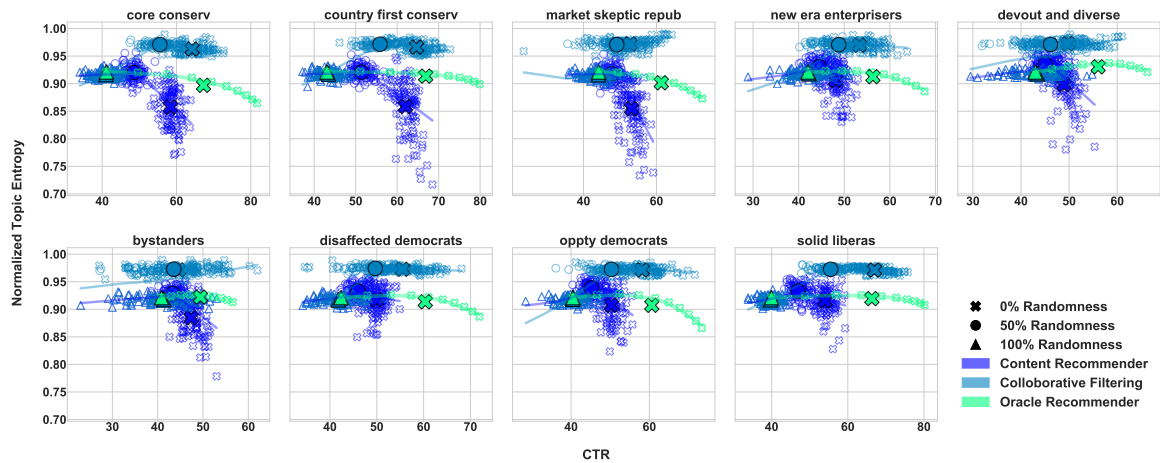 core conserv
country first conserv
market skeptic repub
new era enterprisers
devout and diverse
1.00
0.95
0.90
0.85
0.80
0.75
0.70
40 60 80
40 50 60 70 80
40 60
30 40 50 60 70
30 40 50 60
Normalized Topic Entropy
bystanders
disaffected democrats
oppty democrats
solid liberas
1.00
0.95
0.90
0.85
0.80
0.75
0.70
30 40 50 60
40 50 60 70
40 60
40 60 80
CTR
0% Randomness
50% Randomness
100% Randomness
Content Recommender
Colloborative Filtering
Oracle Recommender